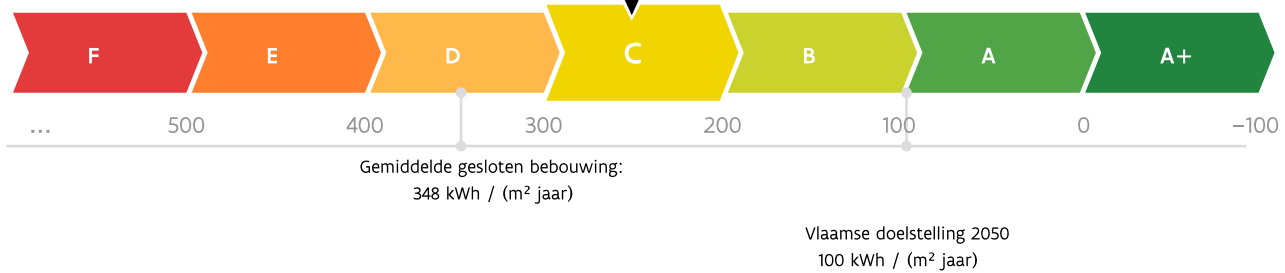 F E D C B A A+
... 500 400 300 200 100 0 −100
Gemiddelde gesloten bebouwing:
348 kWh / (m² jaar)
Vlaamse doelstelling 2050
100 kWh / (m² jaar)